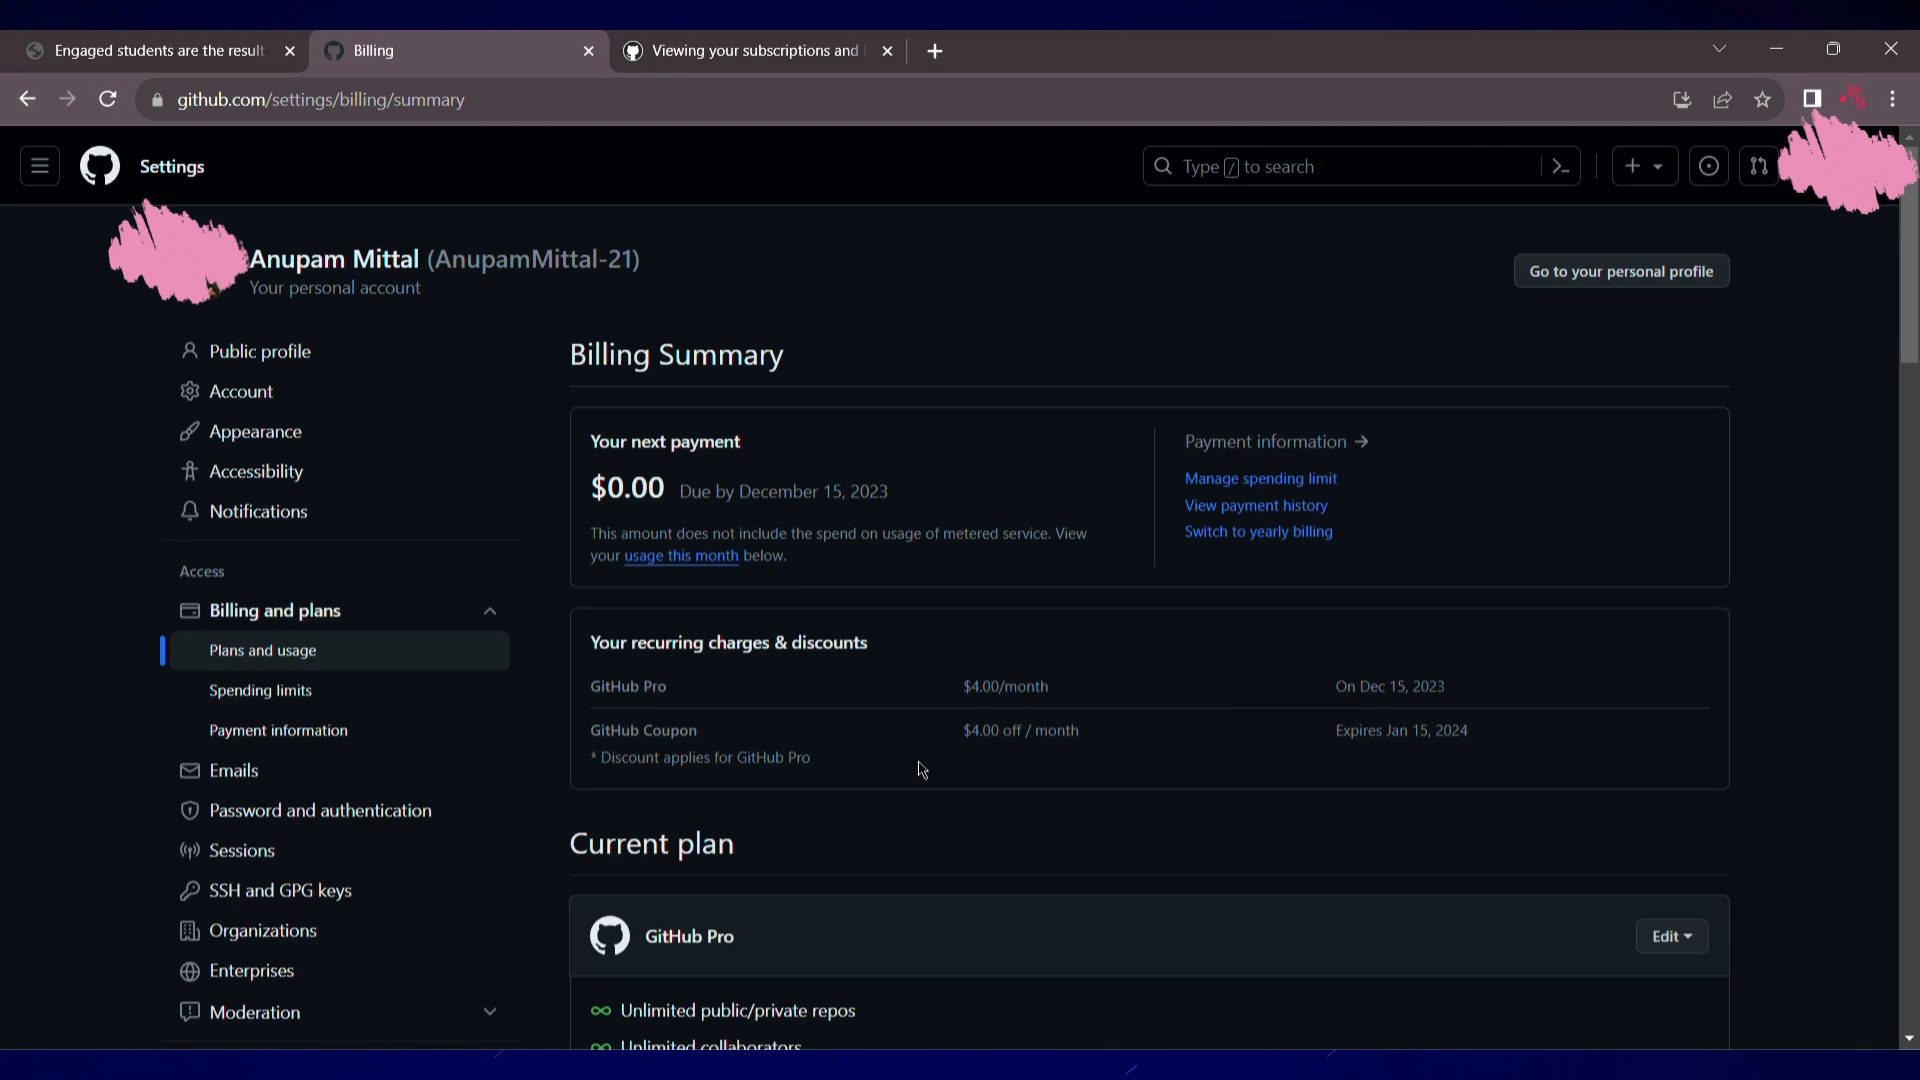 Engaged students are the result
Billing
Viewing your subscriptions and
github.com/settings/billing/summary
Settings
Type / to search
Anupam Mittal (AnupamMittal-21)
Your personal account
Go to your personal profile
Public profile
Account
Appearance
Accessibility
Notifications
Access
Billing and plans
Plans and usage
Spending limits
Payment information
Emails
Password and authentication
Sessions
SSH and GPG keys
Organizations
Enterprises
Moderation
Billing Summary
Your next payment
$0.00 Due by December 15, 2023
This amount does not include the spend on usage of metered service. View
your usage this month below.
Payment information →
Manage spending limit
View payment history
Switch to yearly billing
Your recurring charges & discounts
GitHub Pro $4.00/month On Dec 15, 2023
GitHub Coupon $4.00 off / month Expires Jan 15, 2024
* Discount applies for GitHub Pro
Current plan
GitHub Pro
Edit
Unlimited public/private repos
Unlimited collaborators